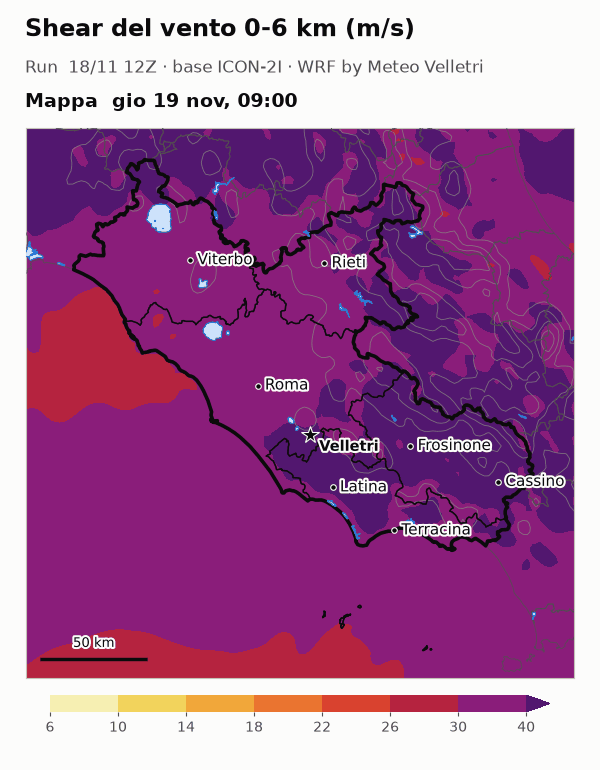 Shear del vento 0-6 km (m/s)
Run  18/11 12Z · base ICON-2I · WRF by Meteo Velletri
Mappa  gio 19 nov, 09:00
Viterbo
Rieti
Roma
Velletri
Frosinone
Latina
Cassino
Terracina
50 km
6 10 14 18 22 26 30 40